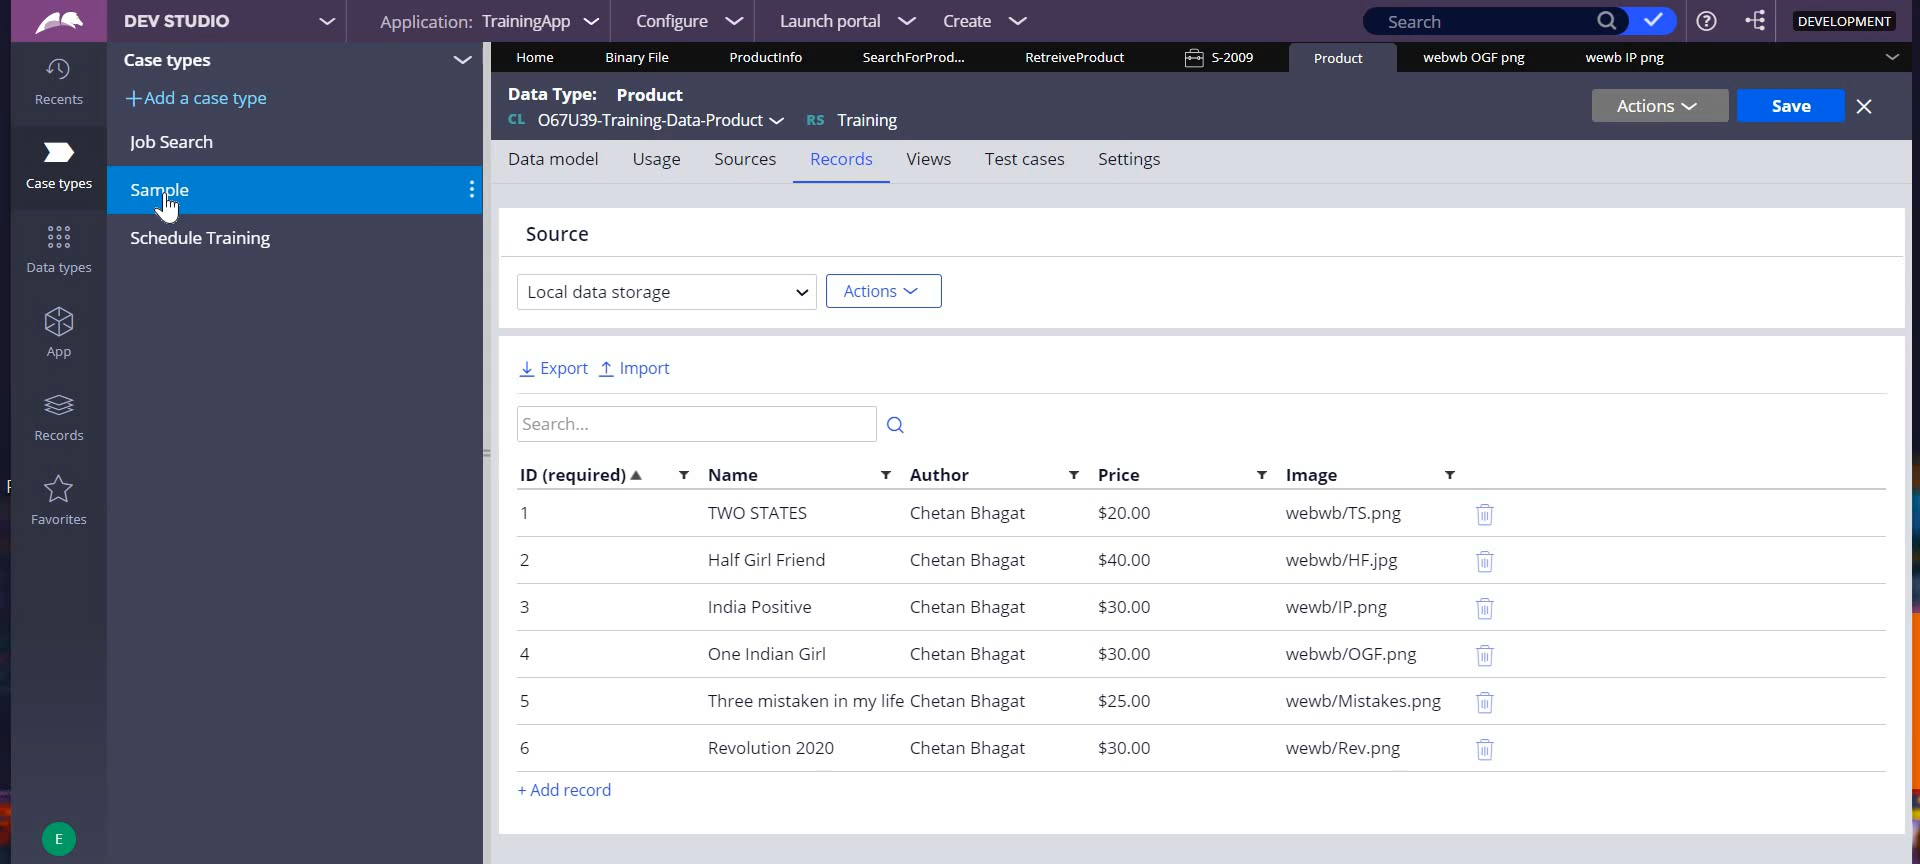 DEV STUDIO
Application: TrainingApp
Configure
Launch portal
Create
Search
DEVELOPMENT
Recents
Case types
Data types
App
Records
Favorites
E
Case types
+Add a case type
Job Search
Sample
Schedule Training
Home
Binary File
ProductInfo
SearchForProd...
RetreiveProduct
S-2009
Product
webwb OGF png
wewb IP png
Data Type: Product
CL O67U39-Training-Data-Product RS Training
Actions
Save
Data model
Usage
Sources
Records
Views
Test cases
Settings
Source
Local data storage
Actions
Export
Import
Search...
ID (required) Name Author Price Image
1 TWO STATES Chetan Bhagat $20.00 webwb/TS.png
2 Half Girl Friend Chetan Bhagat $40.00 webwb/HF.jpg
3 India Positive Chetan Bhagat $30.00 wewb/IP.png
4 One Indian Girl Chetan Bhagat $30.00 webwb/OGF.png
5 Three mistaken in my life Chetan Bhagat $25.00 wewb/Mistakes.png
6 Revolution 2020 Chetan Bhagat $30.00 wewb/Rev.png
+ Add record